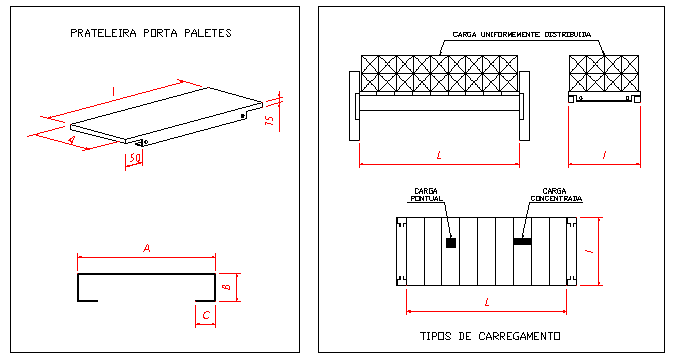 PRATELEIRA PORTA PALETES
I
A
50
15
A
B
C
CARGA UNIFORMEMENTE DISTRIBUIDA
L
I
CARGA
PONTUAL
CARGA
CONCENTRADA
I
L
TIPOS DE CARREGAMENTO